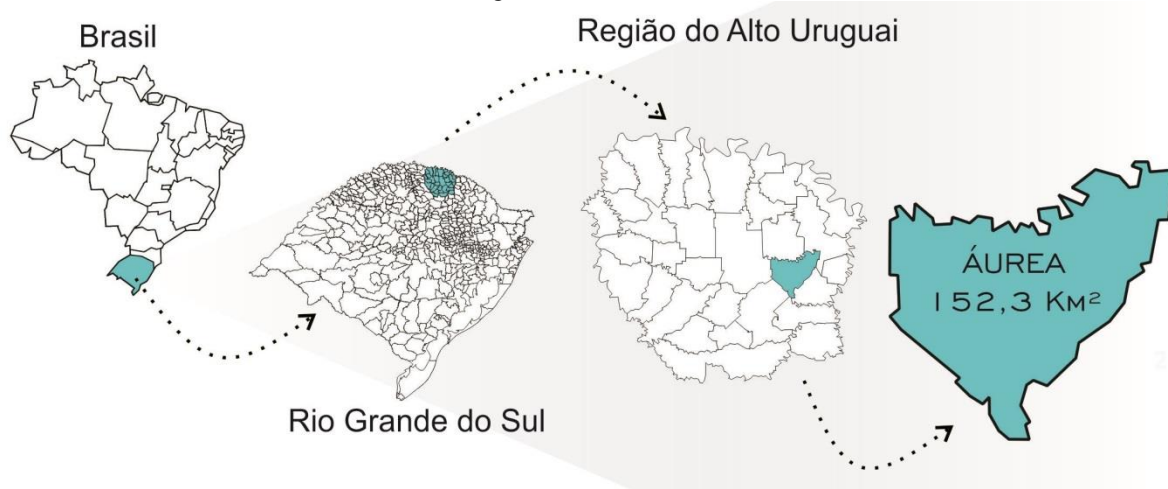 Brasil
Região do Alto Uruguai
Rio Grande do Sul
ÁUREA
152,3 KM²